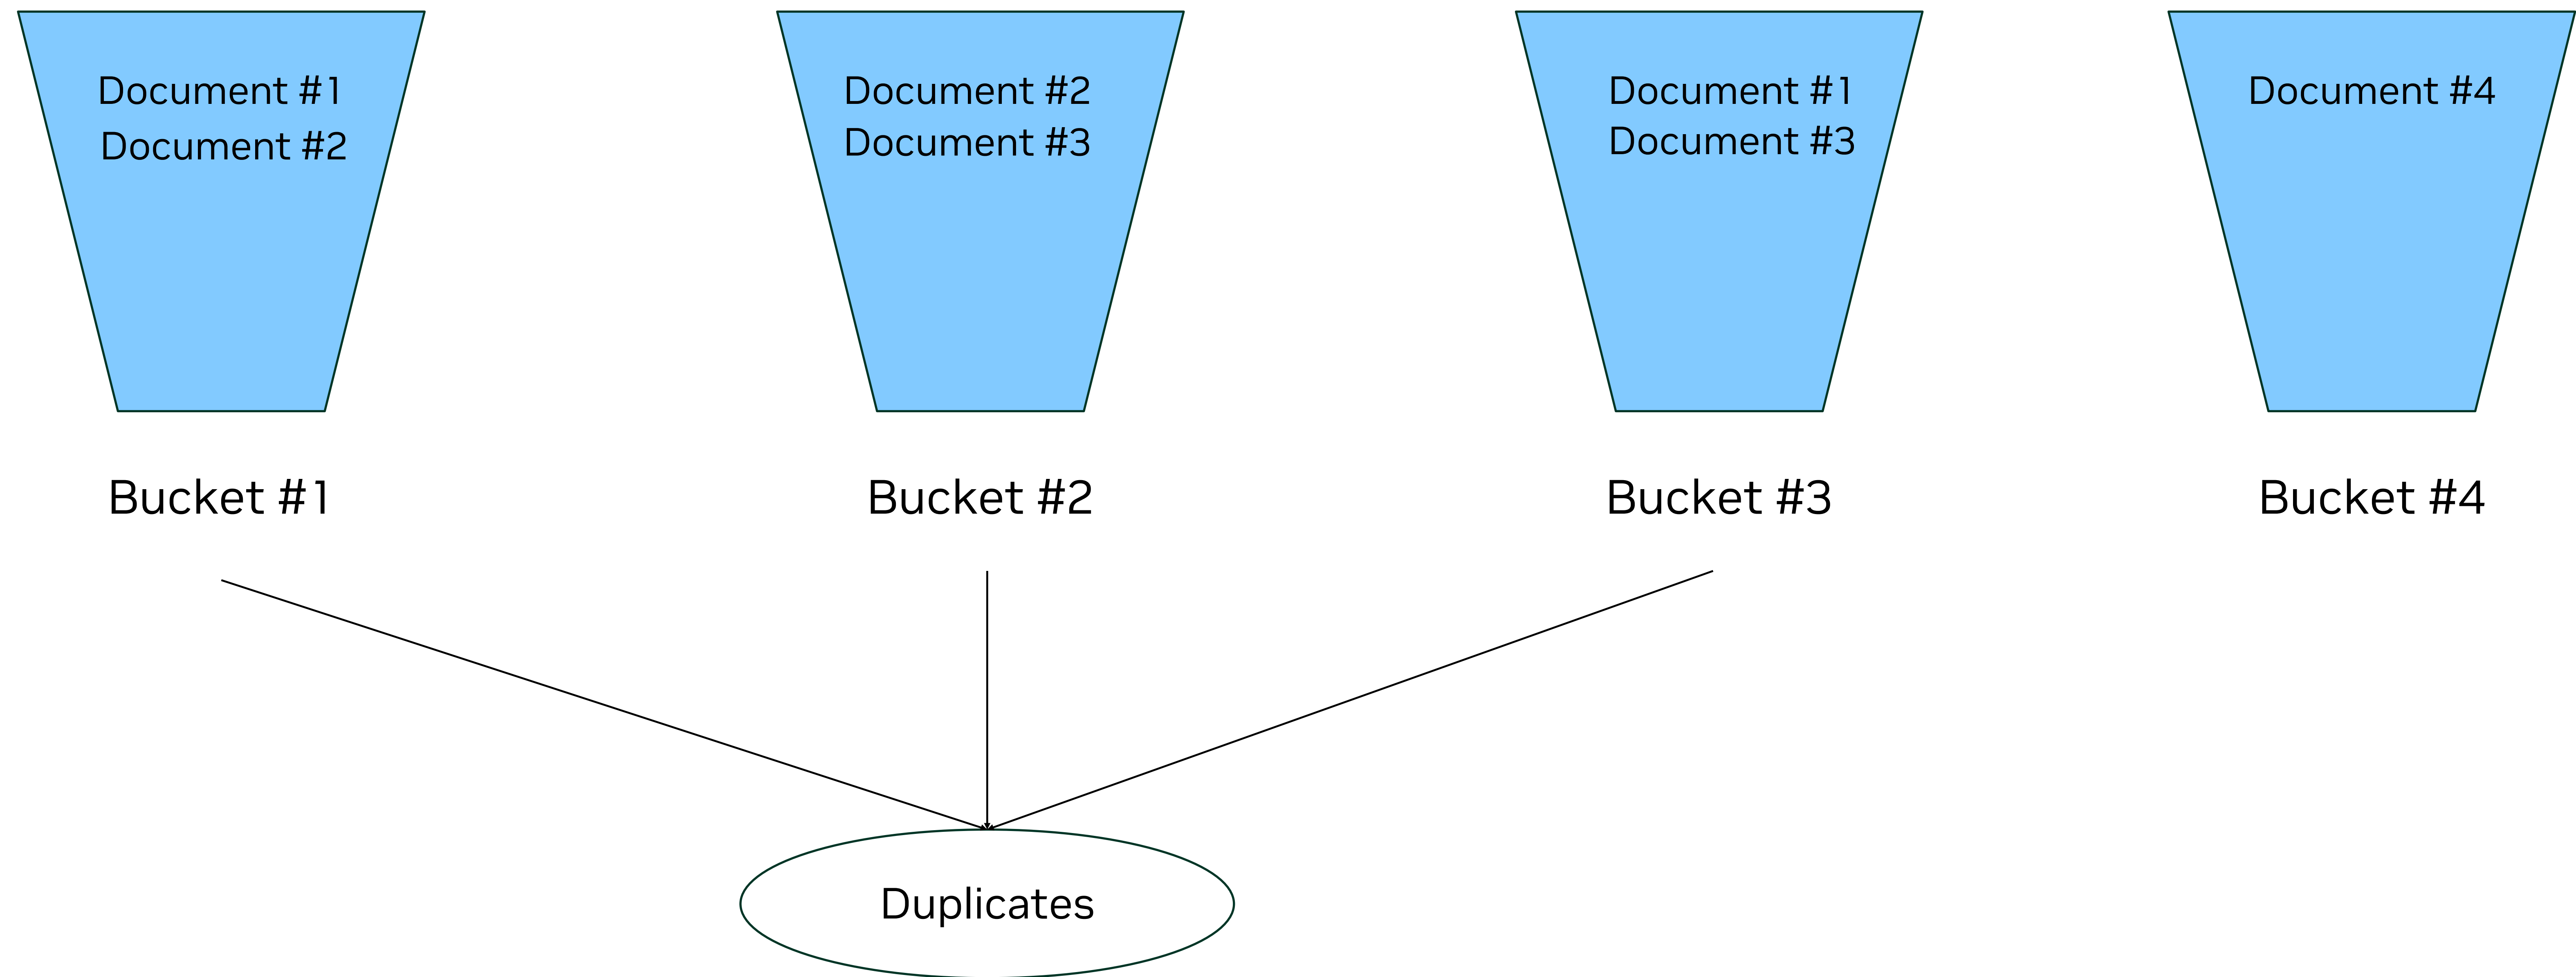 Document #1
Document #2
Document #2
Document #3
Document #1
Document #3
Document #4
Bucket #1
Bucket #2
Bucket #3
Bucket #4
Duplicates